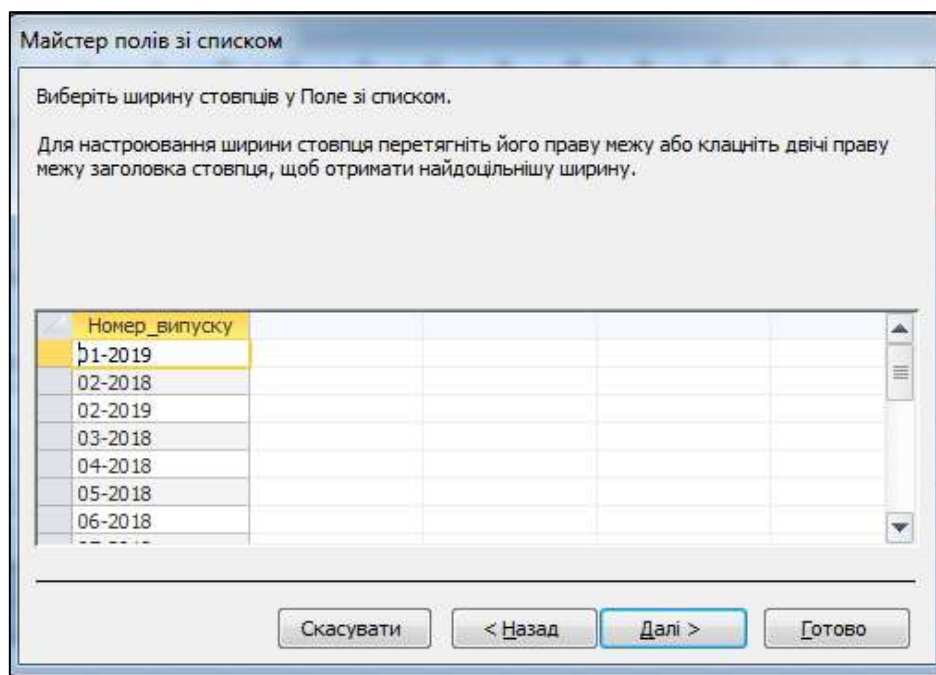 Майстер полів зі списком
Виберіть ширину стовпців у Поле зі списком.
Для настроювання ширини стовпця перетягніть його праву межу або клацніть двічі праву
межу заголовка стовпця, щоб отримати найдоцільнішу ширину.
Номер_випуску
01-2019
02-2018
02-2019
03-2018
04-2018
05-2018
06-2018
Скасувати < Назад Далі > Готово